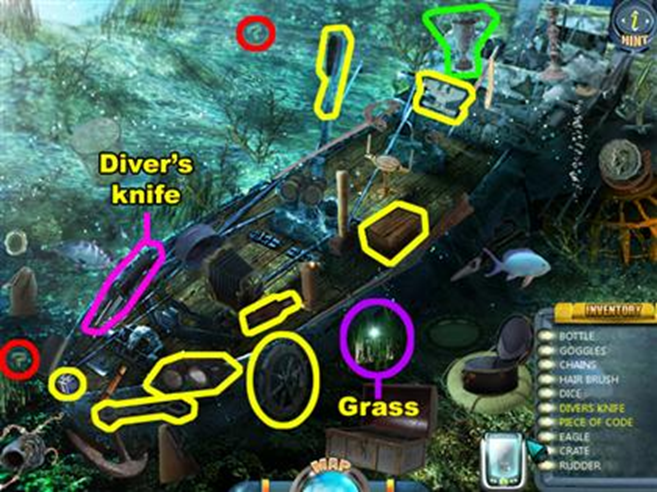 HINT
Diver's
knife
Grass
MAP
INVENTORY
BOTTLE
GOGGLES
CHAINS
HAIR BRUSH
DICE
DIVERS KNIFE
PIECE OF CODE
EAGLE
CRATE
RUDDER